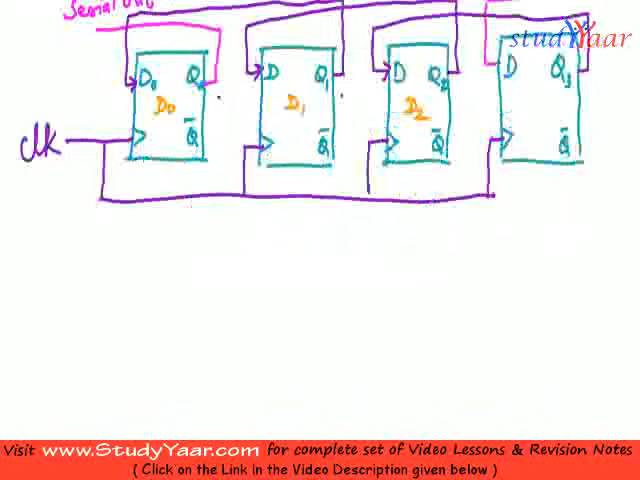 Serial Out
studYYaar
D₀ Q₀ D Q₁ D Q₂ D Q₃
D₀ D₁ D₂
clk Q̅ Q̅ Q̅ Q̅
Visit www.StudyYaar.com for complete set of Video Lessons & Revision Notes
( Click on the Link in the Video Description given below )